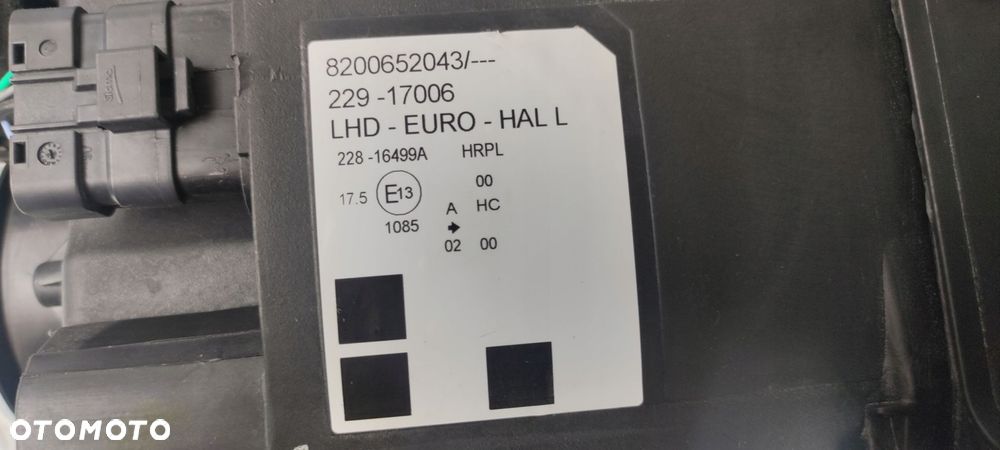 8200652043/---
229 -17006
LHD - EURO - HAL L
228 -16499A HRPL
00
17.5 E13
A HC
1085
02 00
OTOMOTO